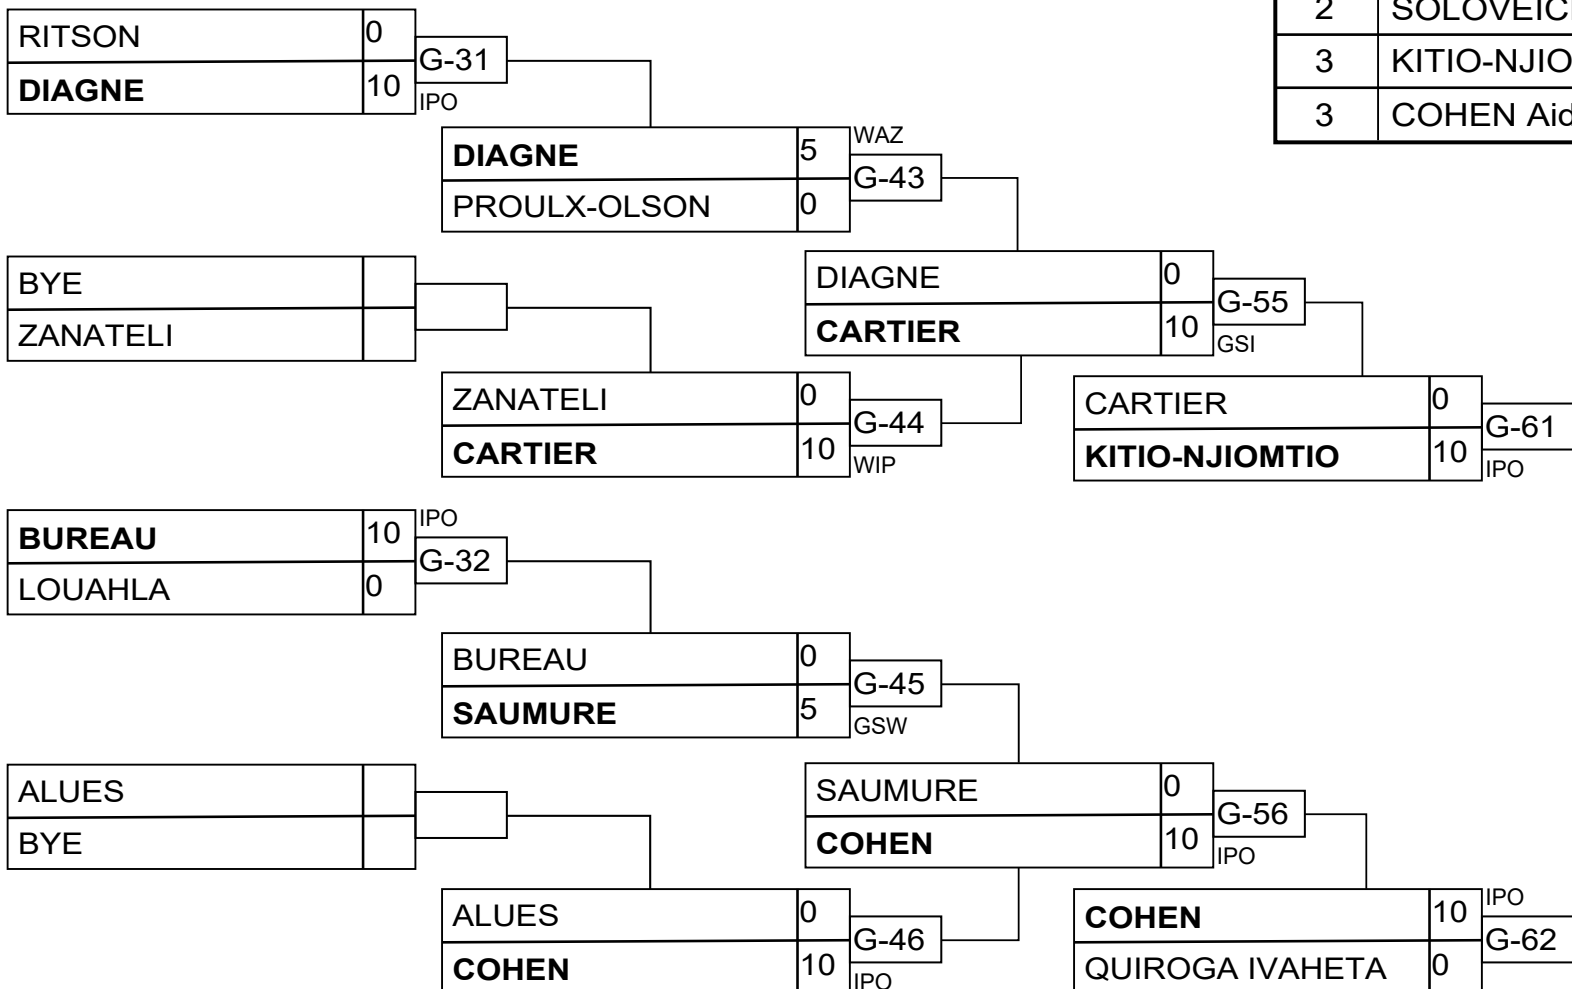 2 SOLOVEIC
3 KITIO-NJIO
3 COHEN Aid
RITSON 0
G-31
DIAGNE 10
IPO
DIAGNE 5
WAZ
G-43
PROULX-OLSON 0
BYE
ZANATELI
DIAGNE 0
G-55
CARTIER 10
GSI
ZANATELI 0
G-44
CARTIER 10
WIP
CARTIER 0
G-61
KITIO-NJIOMTIO 10
IPO
BUREAU 10
IPO
G-32
LOUAHLA 0
BUREAU 0
G-45
SAUMURE 5
GSW
ALUES
BYE
SAUMURE 0
G-56
COHEN 10
IPO
ALUES 0
G-46
COHEN 10
IPO
COHEN 10
IPO
G-62
QUIROGA IVAHETA 0